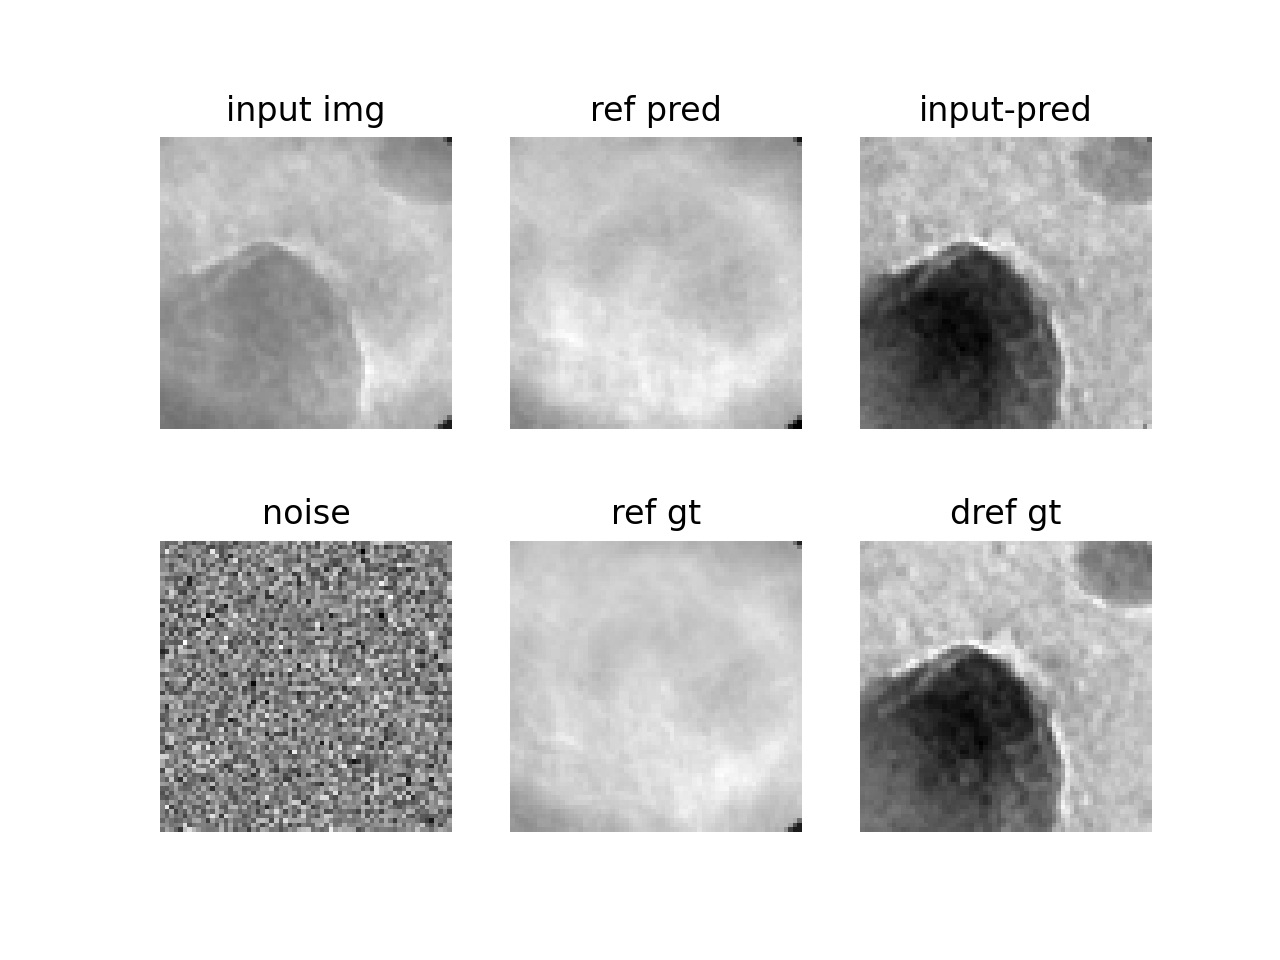 input img
ref pred
input-pred
noise
ref gt
dref gt